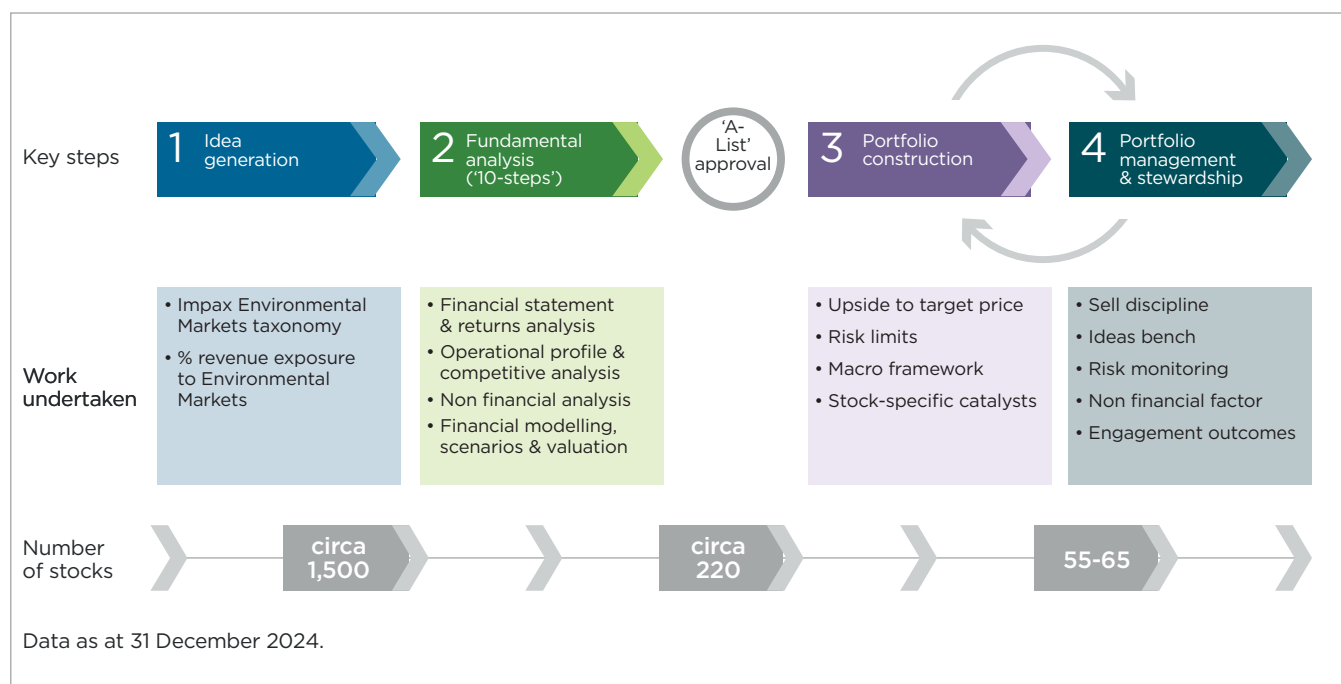 Key steps
1 Idea
generation
2 Fundamental
analysis
(‘10-steps’)
‘A-
List’
approval
3 Portfolio
construction
4 Portfolio
management
& stewardship
Work
undertaken
• Impax Environmental
Markets taxonomy
• % revenue exposure
to Environmental
Markets
• Financial statement
& returns analysis
• Operational profile &
competitive analysis
• Non financial analysis
• Financial modelling,
scenarios & valuation
• Upside to target price
• Risk limits
• Macro framework
• Stock-specific catalysts
• Sell discipline
• Ideas bench
• Risk monitoring
• Non financial factor
• Engagement outcomes
Number
of stocks
circa
1,500
circa
220
55-65
Data as at 31 December 2024.